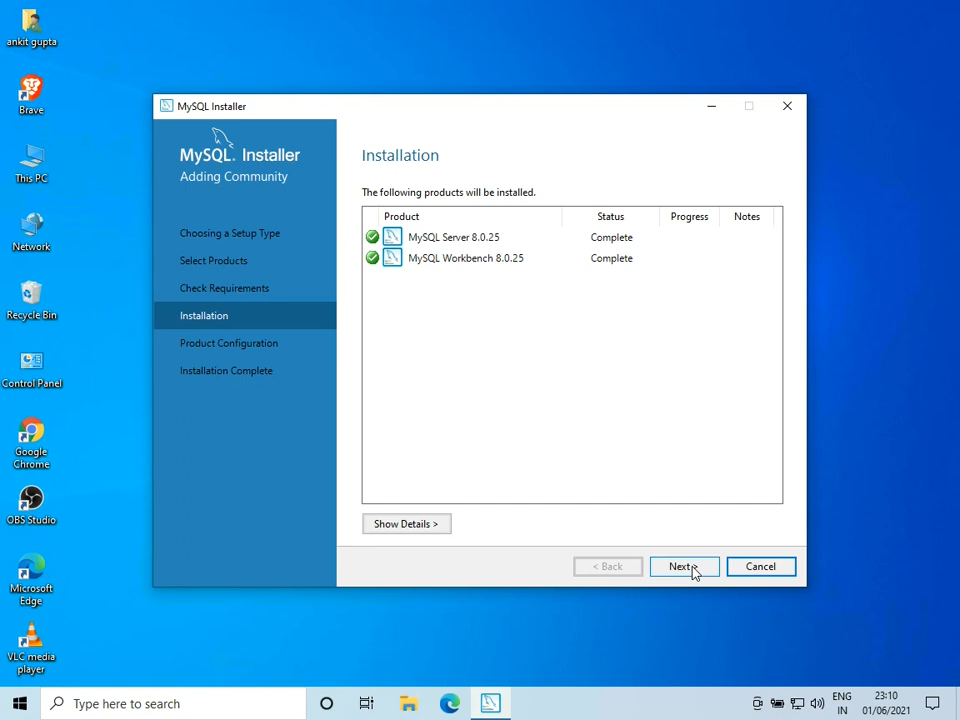 ankit gupta
Brave
This PC
Network
Recycle Bin
Control Panel
Google
Chrome
OBS Studio
Microsoft
Edge
VLC media
player
MySQL Installer
MySQL. Installer
Adding Community
Choosing a Setup Type
Select Products
Check Requirements
Installation
Product Configuration
Installation Complete
Installation
The following products will be installed.
Product Status Progress Notes
MySQL Server 8.0.25 Complete
MySQL Workbench 8.0.25 Complete
Show Details >
< Back Next > Cancel
Type here to search
ENG
IN
23:10
01/06/2021